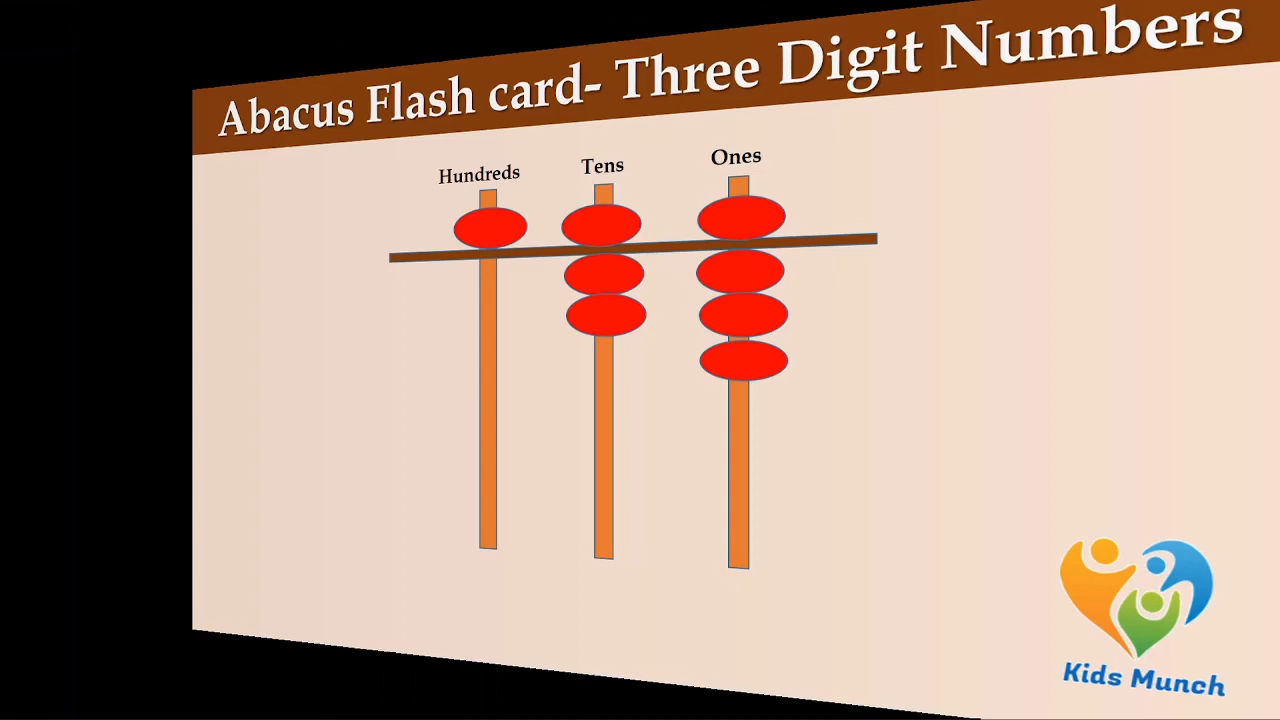 Abacus Flash card- Three Digit Numbers
Hundreds Tens Ones
Kids Munch